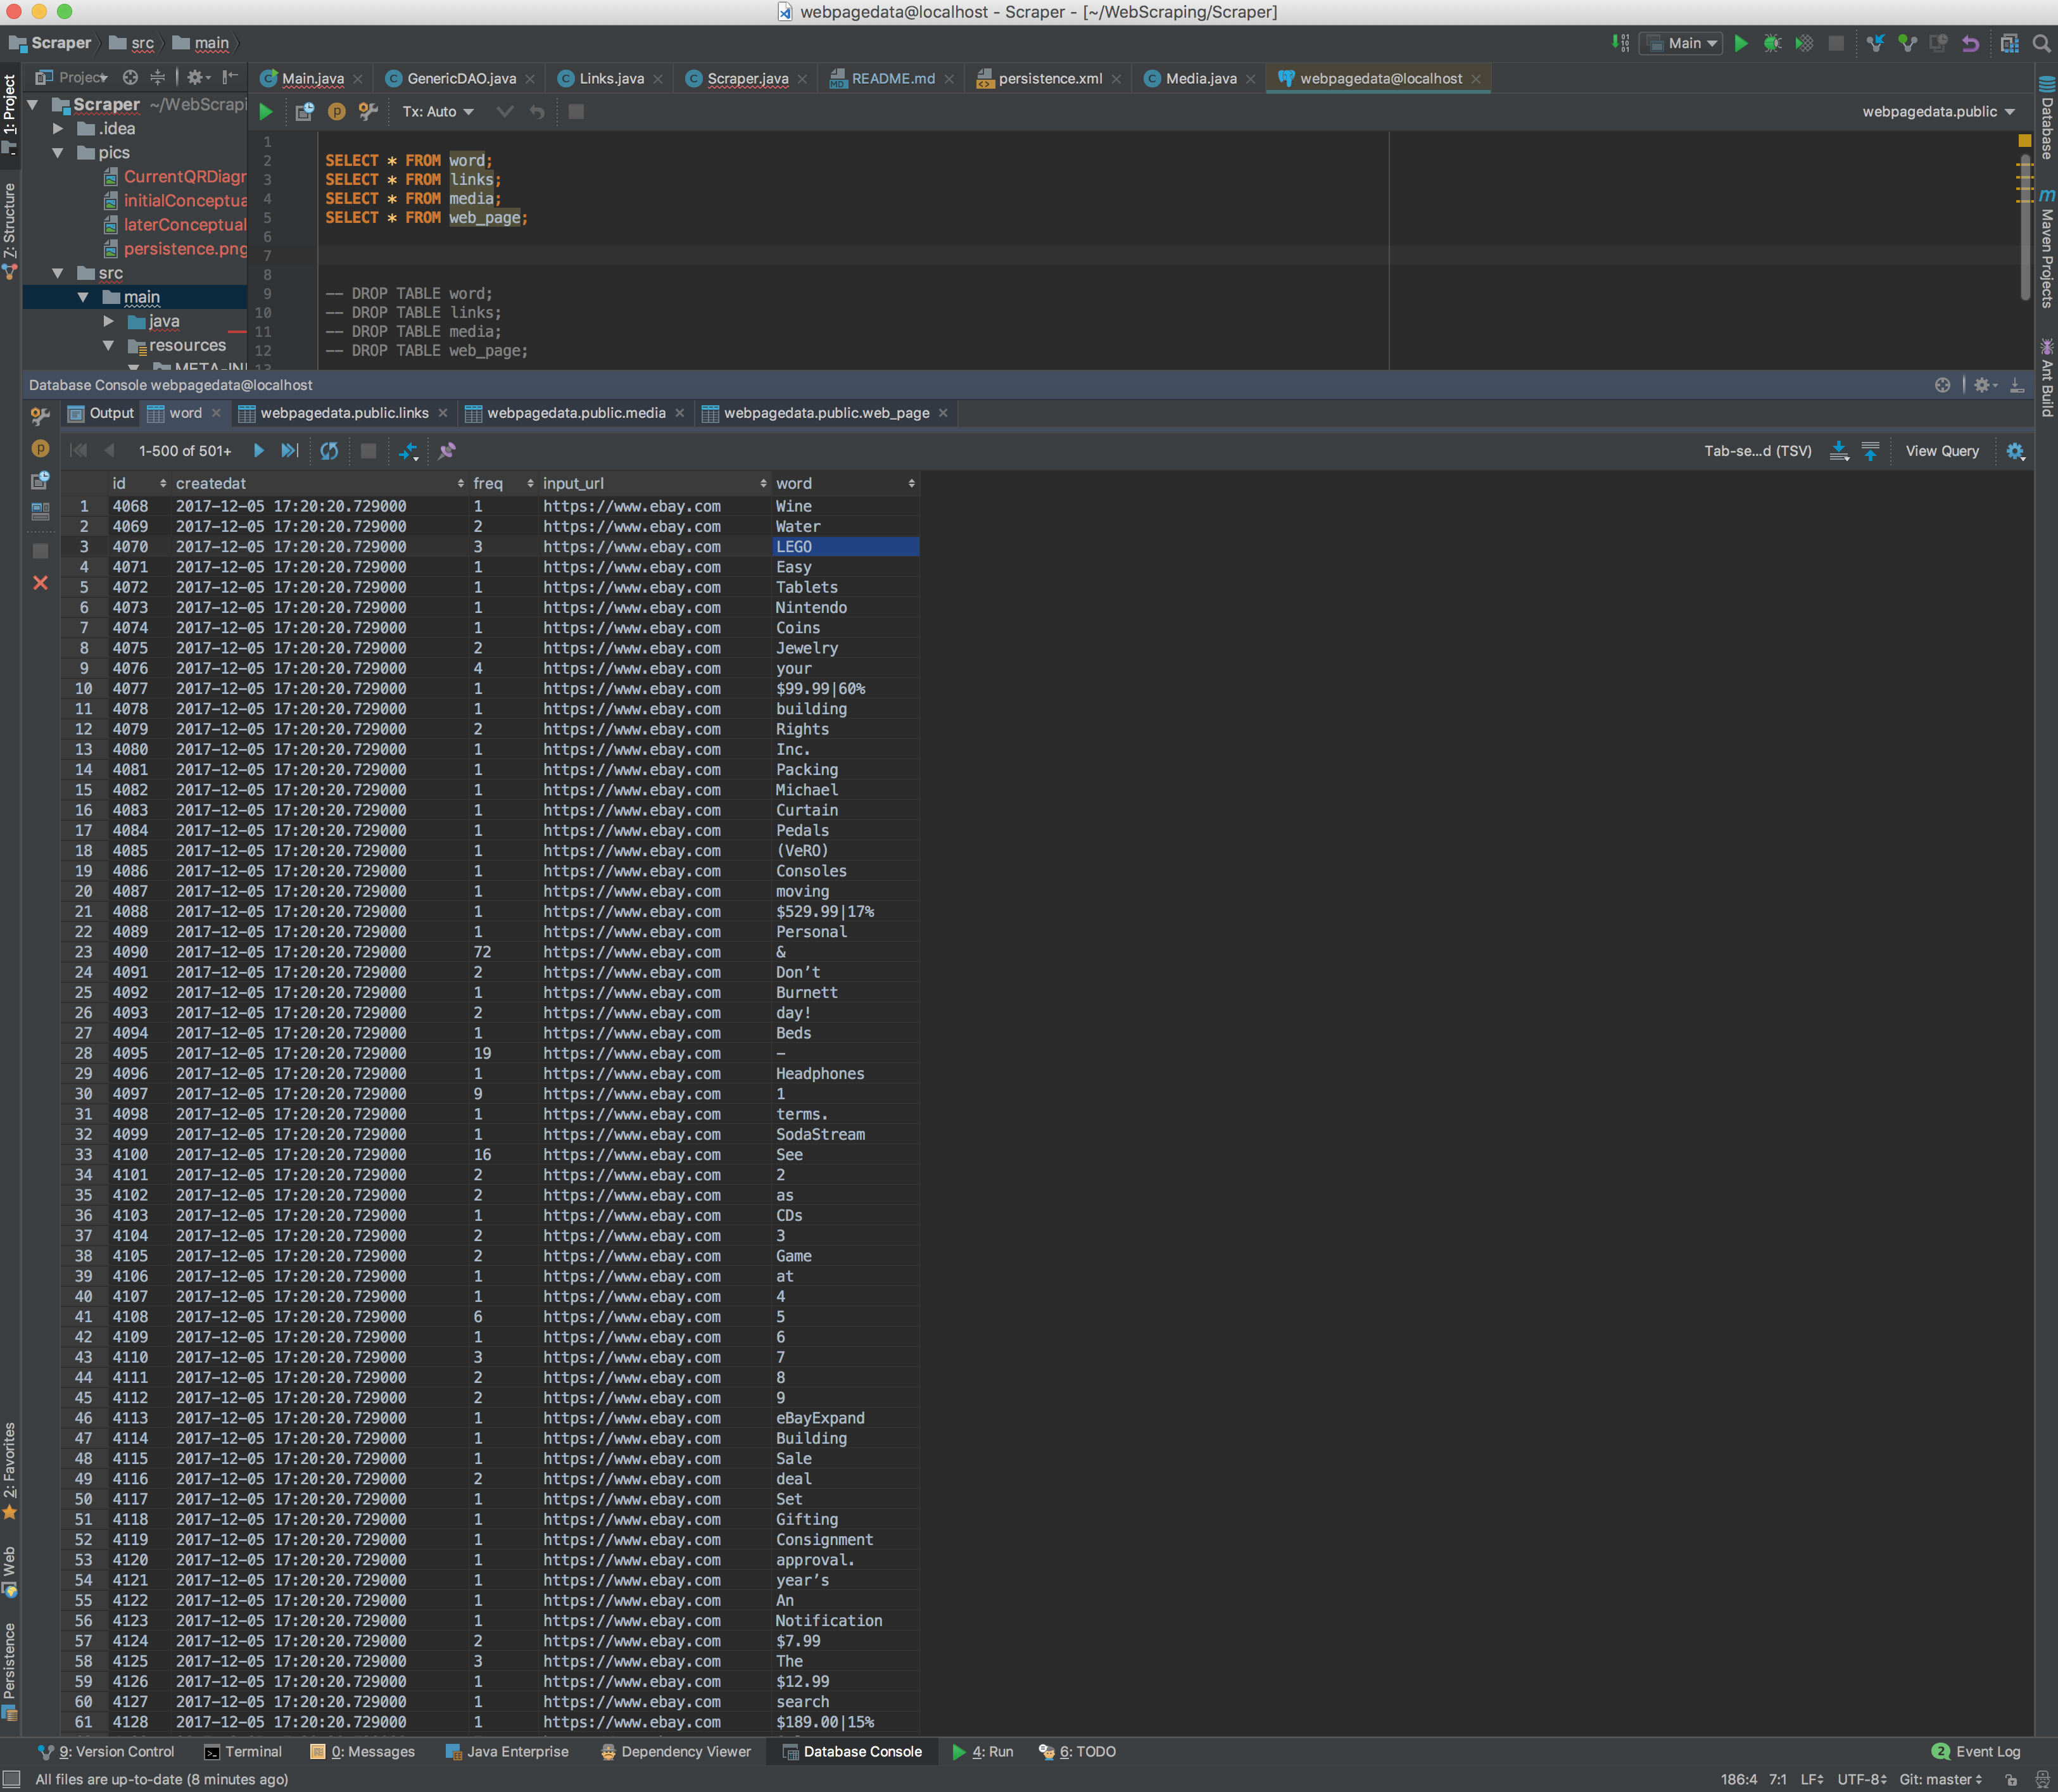 webpagedata@localhost - Scraper - [~/WebScraping/Scraper]
Scraper src main Main
Project Main.java GenericDAO.java Links.java Scraper.java README.md persistence.xml Media.java webpagedata@localhost
Tx: Auto webpagedata.public
1: Project
Z: Structure
2: Favorites
Web
Persistence
Database
Maven Projects
Ant Build
Scraper ~/WebScrapi
.idea
pics
CurrentQRDiagr
initialConceptua
laterConceptual
persistence.png
src
main
java
resources
META-INF
1
2 SELECT * FROM word;
3 SELECT * FROM links;
4 SELECT * FROM media;
5 SELECT * FROM web_page;
6
7
8
9 -- DROP TABLE word;
10 -- DROP TABLE links;
11 -- DROP TABLE media;
12 -- DROP TABLE web_page;
13
Database Console webpagedata@localhost
Output word webpagedata.public.links webpagedata.public.media webpagedata.public.web_page
1-500 of 501+ Tab-se...d (TSV) View Query
id createdat freq input_url word
1 4068 2017-12-05 17:20:20.729000 1 https://www.ebay.com Wine
2 4069 2017-12-05 17:20:20.729000 2 https://www.ebay.com Water
3 4070 2017-12-05 17:20:20.729000 3 https://www.ebay.com LEGO
4 4071 2017-12-05 17:20:20.729000 1 https://www.ebay.com Easy
5 4072 2017-12-05 17:20:20.729000 1 https://www.ebay.com Tablets
6 4073 2017-12-05 17:20:20.729000 1 https://www.ebay.com Nintendo
7 4074 2017-12-05 17:20:20.729000 1 https://www.ebay.com Coins
8 4075 2017-12-05 17:20:20.729000 2 https://www.ebay.com Jewelry
9 4076 2017-12-05 17:20:20.729000 4 https://www.ebay.com your
10 4077 2017-12-05 17:20:20.729000 1 https://www.ebay.com $99.99|60%
11 4078 2017-12-05 17:20:20.729000 1 https://www.ebay.com building
12 4079 2017-12-05 17:20:20.729000 2 https://www.ebay.com Rights
13 4080 2017-12-05 17:20:20.729000 1 https://www.ebay.com Inc.
14 4081 2017-12-05 17:20:20.729000 1 https://www.ebay.com Packing
15 4082 2017-12-05 17:20:20.729000 1 https://www.ebay.com Michael
16 4083 2017-12-05 17:20:20.729000 1 https://www.ebay.com Curtain
17 4084 2017-12-05 17:20:20.729000 1 https://www.ebay.com Pedals
18 4085 2017-12-05 17:20:20.729000 1 https://www.ebay.com (VeRO)
19 4086 2017-12-05 17:20:20.729000 1 https://www.ebay.com Consoles
20 4087 2017-12-05 17:20:20.729000 1 https://www.ebay.com moving
21 4088 2017-12-05 17:20:20.729000 1 https://www.ebay.com $529.99|17%
22 4089 2017-12-05 17:20:20.729000 1 https://www.ebay.com Personal
23 4090 2017-12-05 17:20:20.729000 72 https://www.ebay.com &
24 4091 2017-12-05 17:20:20.729000 2 https://www.ebay.com Don’t
25 4092 2017-12-05 17:20:20.729000 1 https://www.ebay.com Burnett
26 4093 2017-12-05 17:20:20.729000 2 https://www.ebay.com day!
27 4094 2017-12-05 17:20:20.729000 1 https://www.ebay.com Beds
28 4095 2017-12-05 17:20:20.729000 19 https://www.ebay.com –
29 4096 2017-12-05 17:20:20.729000 1 https://www.ebay.com Headphones
30 4097 2017-12-05 17:20:20.729000 9 https://www.ebay.com 1
31 4098 2017-12-05 17:20:20.729000 1 https://www.ebay.com terms.
32 4099 2017-12-05 17:20:20.729000 1 https://www.ebay.com SodaStream
33 4100 2017-12-05 17:20:20.729000 16 https://www.ebay.com See
34 4101 2017-12-05 17:20:20.729000 2 https://www.ebay.com 2
35 4102 2017-12-05 17:20:20.729000 2 https://www.ebay.com as
36 4103 2017-12-05 17:20:20.729000 1 https://www.ebay.com CDs
37 4104 2017-12-05 17:20:20.729000 2 https://www.ebay.com 3
38 4105 2017-12-05 17:20:20.729000 2 https://www.ebay.com Game
39 4106 2017-12-05 17:20:20.729000 1 https://www.ebay.com at
40 4107 2017-12-05 17:20:20.729000 1 https://www.ebay.com 4
41 4108 2017-12-05 17:20:20.729000 6 https://www.ebay.com 5
42 4109 2017-12-05 17:20:20.729000 1 https://www.ebay.com 6
43 4110 2017-12-05 17:20:20.729000 3 https://www.ebay.com 7
44 4111 2017-12-05 17:20:20.729000 2 https://www.ebay.com 8
45 4112 2017-12-05 17:20:20.729000 2 https://www.ebay.com 9
46 4113 2017-12-05 17:20:20.729000 1 https://www.ebay.com eBayExpand
47 4114 2017-12-05 17:20:20.729000 1 https://www.ebay.com Building
48 4115 2017-12-05 17:20:20.729000 1 https://www.ebay.com Sale
49 4116 2017-12-05 17:20:20.729000 2 https://www.ebay.com deal
50 4117 2017-12-05 17:20:20.729000 1 https://www.ebay.com Set
51 4118 2017-12-05 17:20:20.729000 1 https://www.ebay.com Gifting
52 4119 2017-12-05 17:20:20.729000 1 https://www.ebay.com Consignment
53 4120 2017-12-05 17:20:20.729000 1 https://www.ebay.com approval.
54 4121 2017-12-05 17:20:20.729000 1 https://www.ebay.com year’s
55 4122 2017-12-05 17:20:20.729000 1 https://www.ebay.com An
56 4123 2017-12-05 17:20:20.729000 1 https://www.ebay.com Notification
57 4124 2017-12-05 17:20:20.729000 2 https://www.ebay.com $7.99
58 4125 2017-12-05 17:20:20.729000 3 https://www.ebay.com The
59 4126 2017-12-05 17:20:20.729000 1 https://www.ebay.com $12.99
60 4127 2017-12-05 17:20:20.729000 1 https://www.ebay.com search
61 4128 2017-12-05 17:20:20.729000 1 https://www.ebay.com $189.00|15%
9: Version Control Terminal 0: Messages Java Enterprise Dependency Viewer Database Console 4: Run 6: TODO 2 Event Log
All files are up-to-date (8 minutes ago) 186:4 7:1 LF UTF-8 Git: master